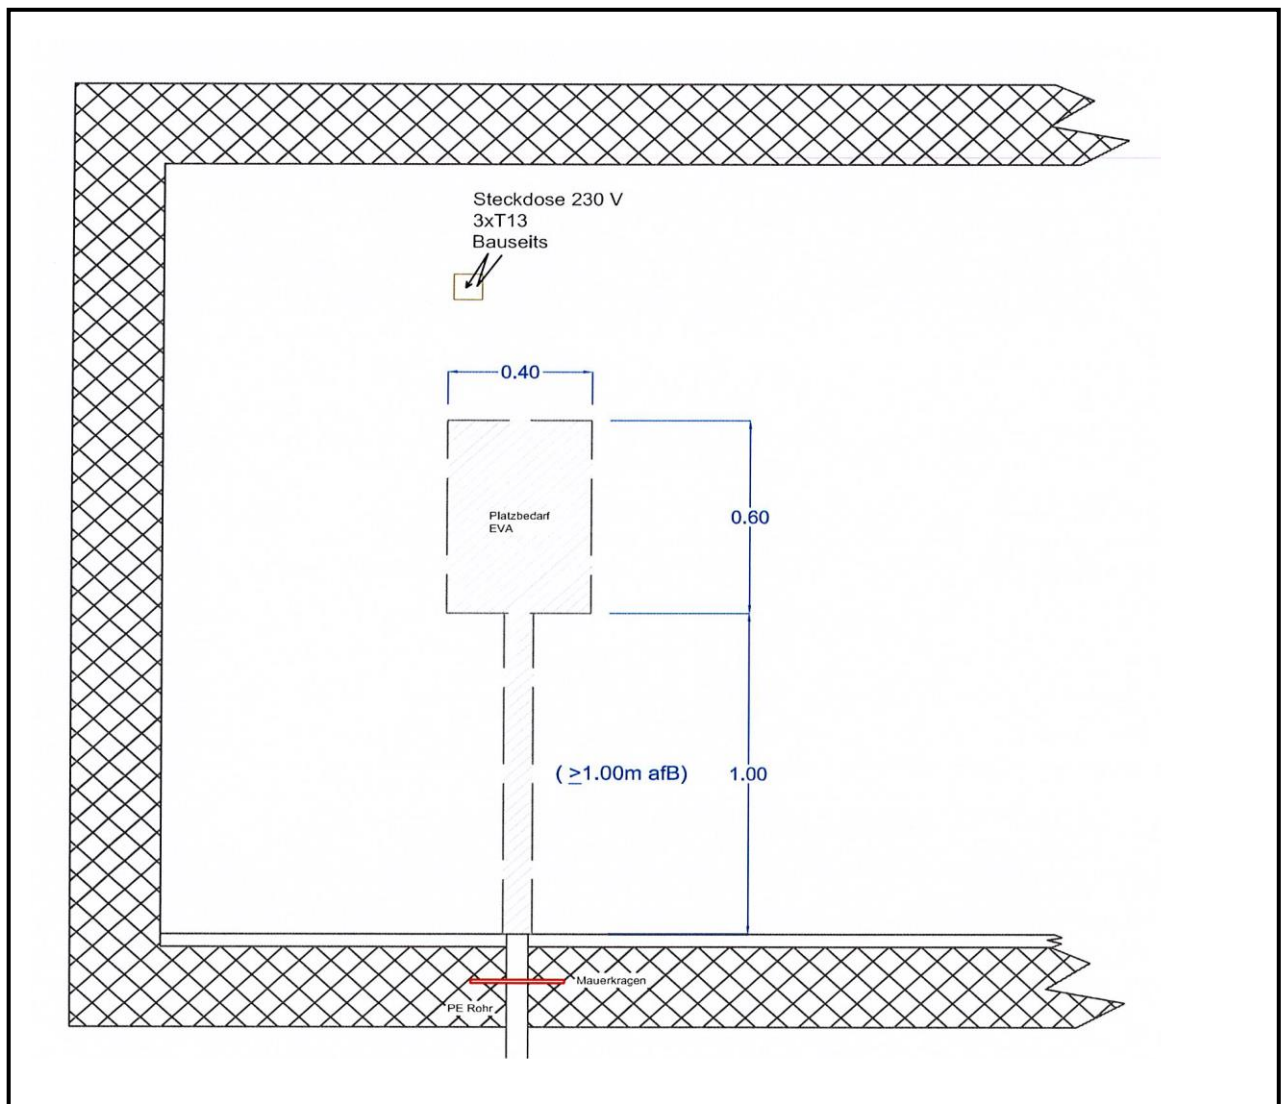 Steckdose 230 V
3xT13
Bauseits
0.40
Platzbedarf
EVA
0.60
( ≥1.00m afB)
1.00
Mauerkragen
PE Rohr